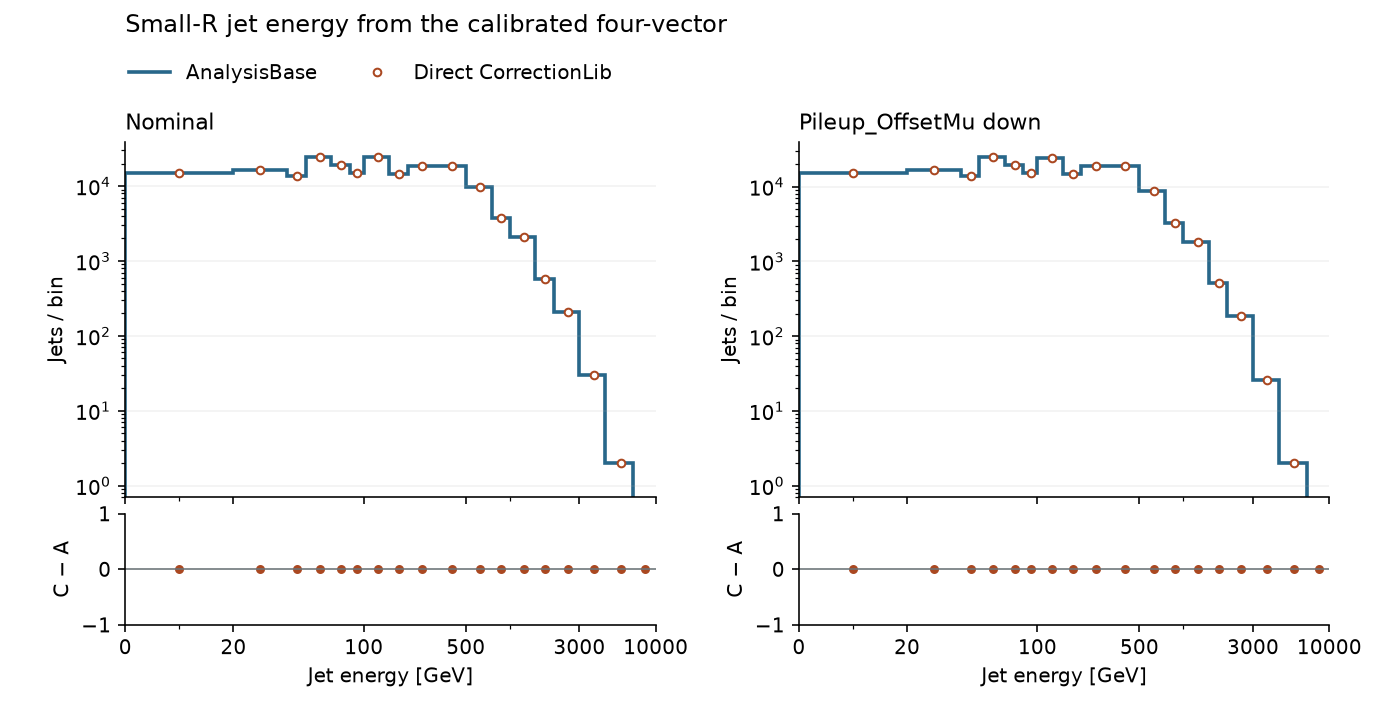 Small-R jet energy from the calibrated four-vector
AnalysisBase
Direct CorrectionLib
Nominal
Jets / bin
10⁴
10³
10²
10¹
10⁰
C − A
1
0
−1
0 20 100 500 3000 10000
Jet energy [GeV]
Pileup_OffsetMu down
Jets / bin
10⁴
10³
10²
10¹
10⁰
C − A
1
0
−1
0 20 100 500 3000 10000
Jet energy [GeV]